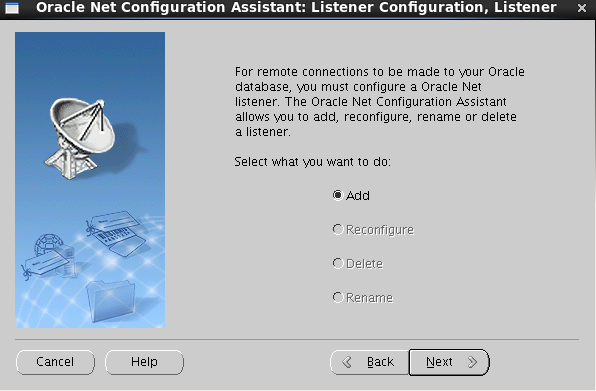 Oracle Net Configuration Assistant: Listener Configuration, Listener
For remote connections to be made to your Oracle
database, you must configure a Oracle Net
listener. The Oracle Net Configuration Assistant
allows you to add, reconfigure, rename or delete
a listener.
Select what you want to do:
Add
Reconfigure
Delete
Rename
Cancel
Help
Back
Next